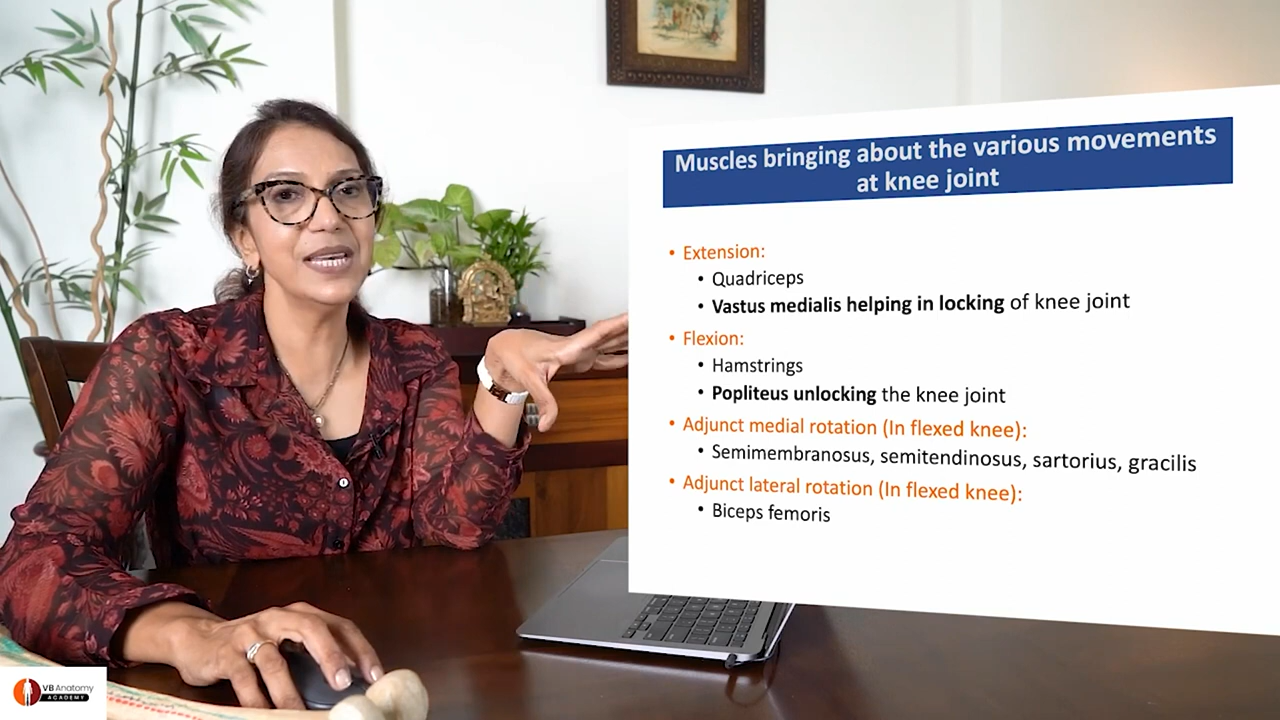 Muscles bringing about the various movements
at knee joint
• Extension:
• Quadriceps
• Vastus medialis helping in locking of knee joint
• Flexion:
• Hamstrings
• Popliteus unlocking the knee joint
• Adjunct medial rotation (In flexed knee):
• Semimembranosus, semitendinosus, sartorius, gracilis
• Adjunct lateral rotation (In flexed knee):
• Biceps femoris
VB Anatomy
ACADEMY